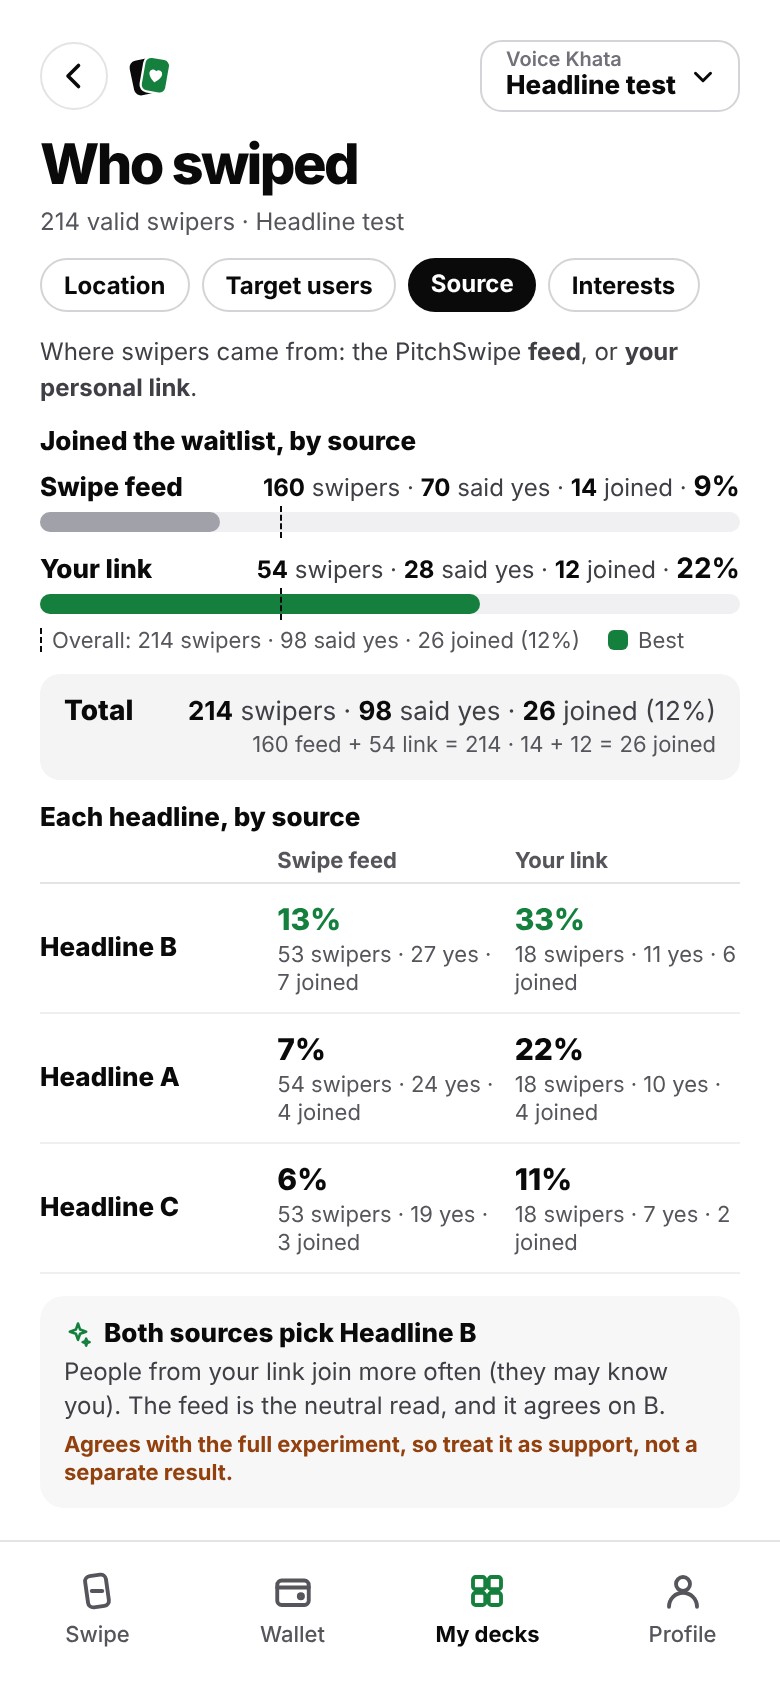 Voice Khata
Headline test
Who swiped
214 valid swipers · Headline test
Location
Target users
Source
Interests
Where swipers came from: the PitchSwipe feed, or your
personal link.
Joined the waitlist, by source
Swipe feed 160 swipers · 70 said yes · 14 joined · 9%
Your link 54 swipers · 28 said yes · 12 joined · 22%
Overall: 214 swipers · 98 said yes · 26 joined (12%) Best
Total 214 swipers · 98 said yes · 26 joined (12%)
160 feed + 54 link = 214 · 14 + 12 = 26 joined
Each headline, by source
Swipe feed Your link
Headline B
13%
53 swipers · 27 yes ·
7 joined
33%
18 swipers · 11 yes · 6
joined
Headline A
7%
54 swipers · 24 yes ·
4 joined
22%
18 swipers · 10 yes ·
4 joined
Headline C
6%
53 swipers · 19 yes ·
3 joined
11%
18 swipers · 7 yes · 2
joined
Both sources pick Headline B
People from your link join more often (they may know
you). The feed is the neutral read, and it agrees on B.
Agrees with the full experiment, so treat it as support, not a
separate result.
Swipe
Wallet
My decks
Profile